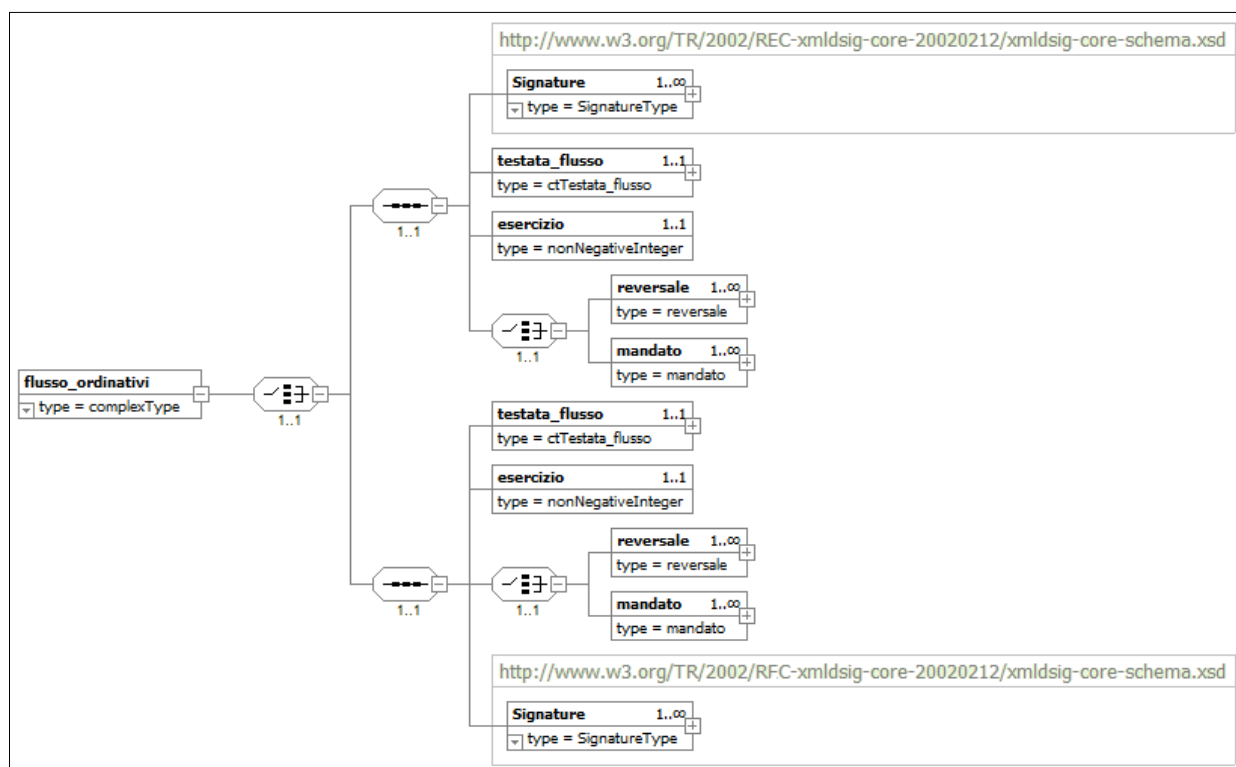 http://www.w3.org/TR/2002/REC-xmldsig-core-20020212/xmldsig-core-schema.xsd
Signature 1..∞
type = SignatureType
testata_flusso 1..1
type = ctTestata_flusso
1..1
esercizio 1..1
type = nonNegativeInteger
reversale 1..∞
type = reversale
1..1
mandato 1..∞
type = mandato
flusso_ordinativi
type = complexType
1..1
testata_flusso 1..1
type = ctTestata_flusso
esercizio 1..1
type = nonNegativeInteger
reversale 1..∞
type = reversale
1..1
1..1
mandato 1..∞
type = mandato
http://www.w3.org/TR/2002/RFC-xmldsig-core-20020212/xmldsig-core-schema.xsd
Signature 1..∞
type = SignatureType